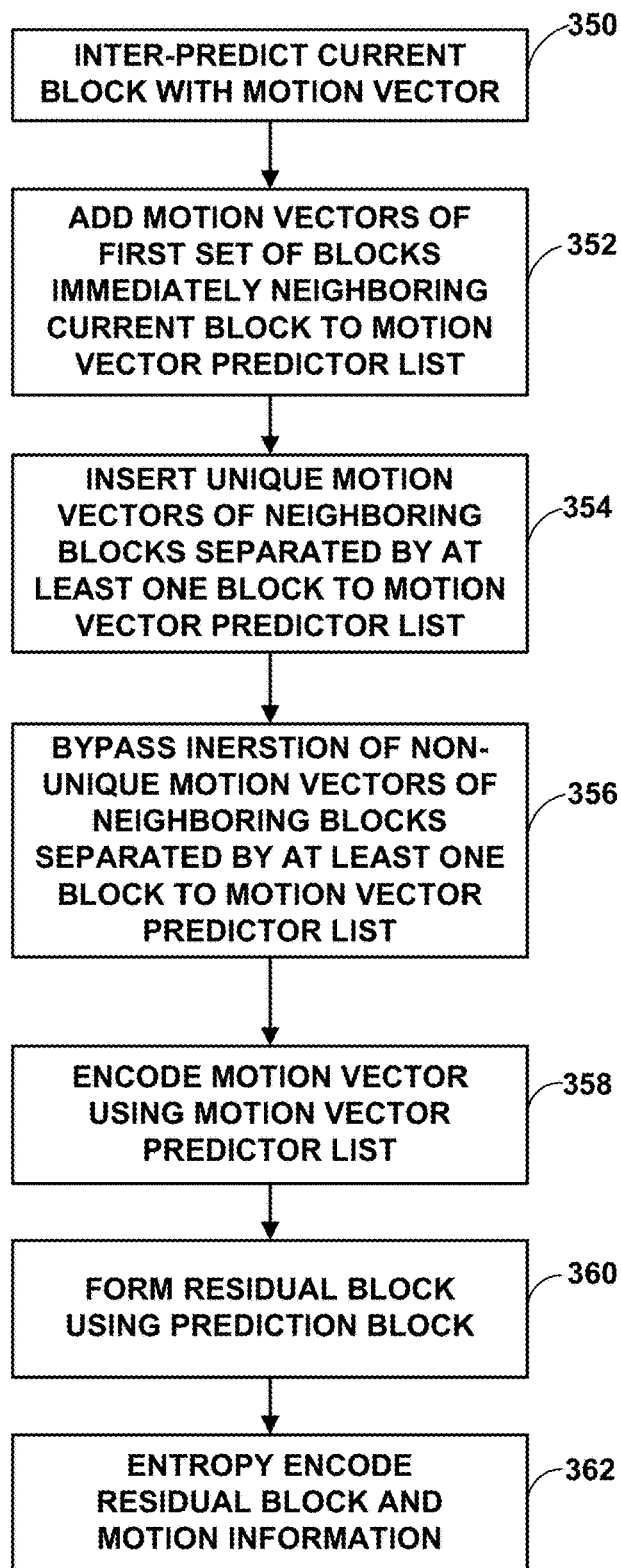 350
INTER-PREDICT CURRENT
BLOCK WITH MOTION VECTOR
ADD MOTION VECTORS OF
FIRST SET OF BLOCKS
IMMEDIATELY NEIGHBORING
CURRENT BLOCK TO MOTION
VECTOR PREDICTOR LIST
352
INSERT UNIQUE MOTION
VECTORS OF NEIGHBORING
BLOCKS SEPARATED BY AT
LEAST ONE BLOCK TO MOTION
VECTOR PREDICTOR LIST
354
BYPASS INERSTION OF NON-
UNIQUE MOTION VECTORS OF
NEIGHBORING BLOCKS
SEPARATED BY AT LEAST ONE
BLOCK TO MOTION VECTOR
PREDICTOR LIST
356
ENCODE MOTION VECTOR
USING MOTION VECTOR
PREDICTOR LIST
358
FORM RESIDUAL BLOCK
USING PREDICTION BLOCK
360
ENTROPY ENCODE
RESIDUAL BLOCK AND
MOTION INFORMATION
362